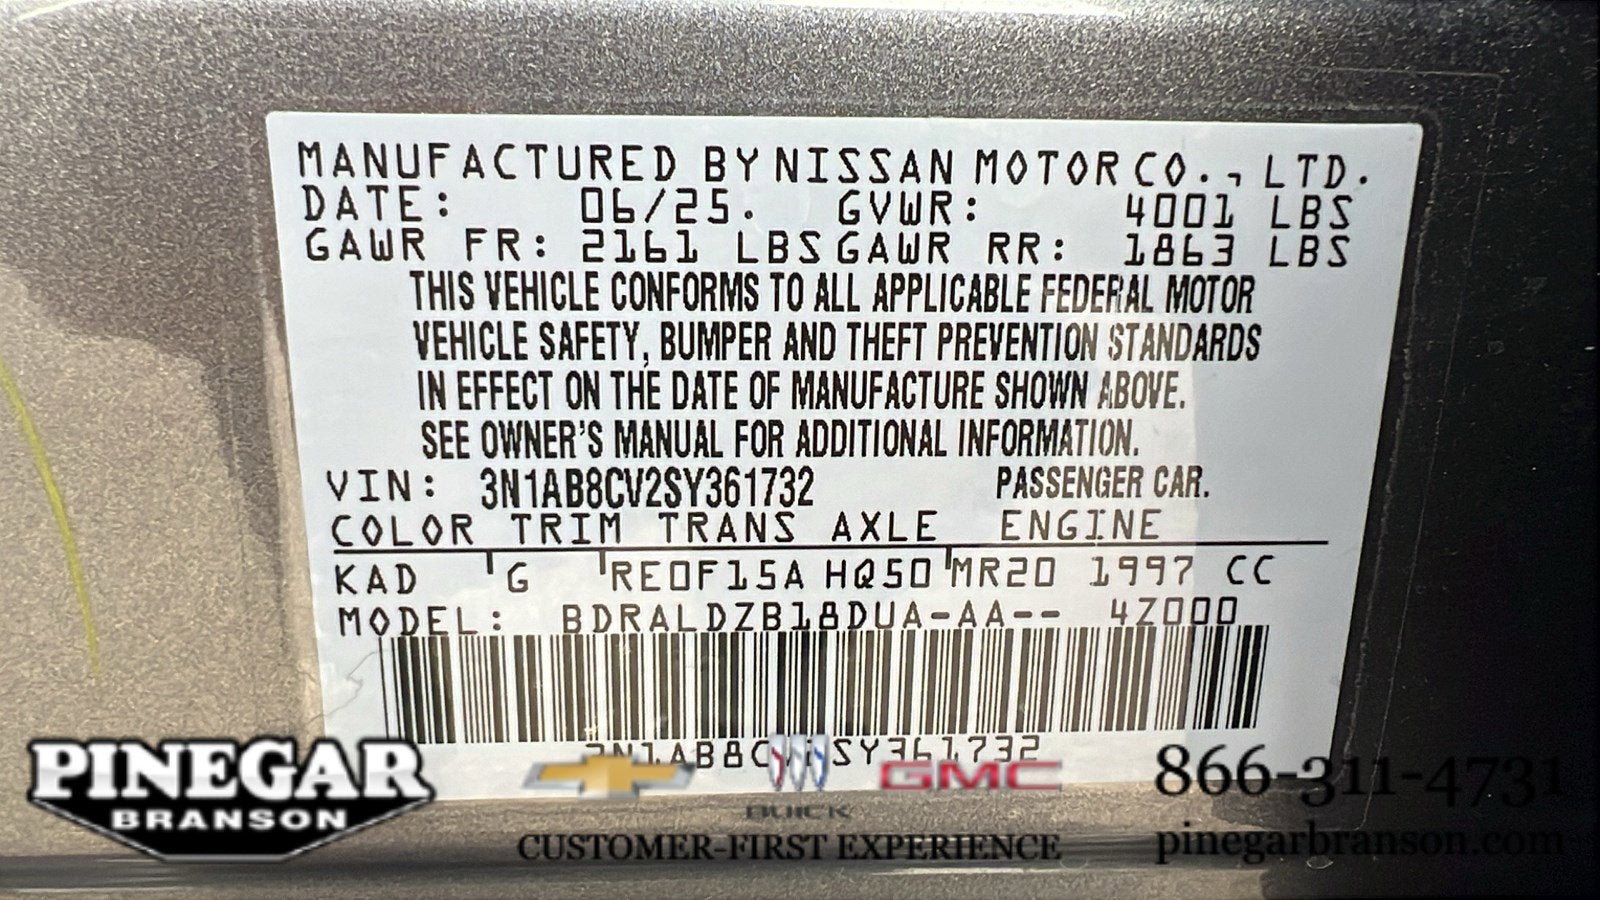 MANUFACTURED BY NISSAN MOTOR CO., LTD.
DATE: 06/25. GVWR: 4001 LBS
GAWR FR: 2161 LBS GAWR RR: 1863 LBS
THIS VEHICLE CONFORMS TO ALL APPLICABLE FEDERAL MOTOR
VEHICLE SAFETY, BUMPER AND THEFT PREVENTION STANDARDS
IN EFFECT ON THE DATE OF MANUFACTURE SHOWN ABOVE.
SEE OWNER'S MANUAL FOR ADDITIONAL INFORMATION.
VIN: 3N1AB8CV2SY361732 PASSENGER CAR.
COLOR TRIM TRANS AXLE ENGINE
KAD G RE0F15A HQ50 MR20 1997 CC
MODEL: BDRALDZB18DUA-AA-- 4Z000
PINEGAR
BRANSON
BUICK
GMC
CUSTOMER-FIRST EXPERIENCE
866-311-4731
pinegarbranson.com